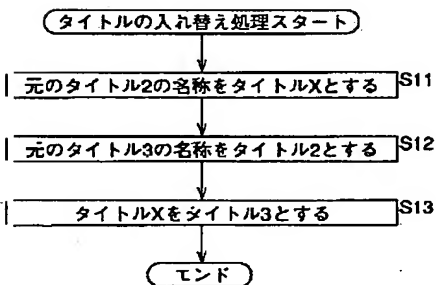 タイトルの入れ替え処理スタート
元のタイトル2の名称をタイトルXとする
S11
元のタイトル3の名称をタイトル2とする
S12
タイトルXをタイトル3とする
S13
エンド